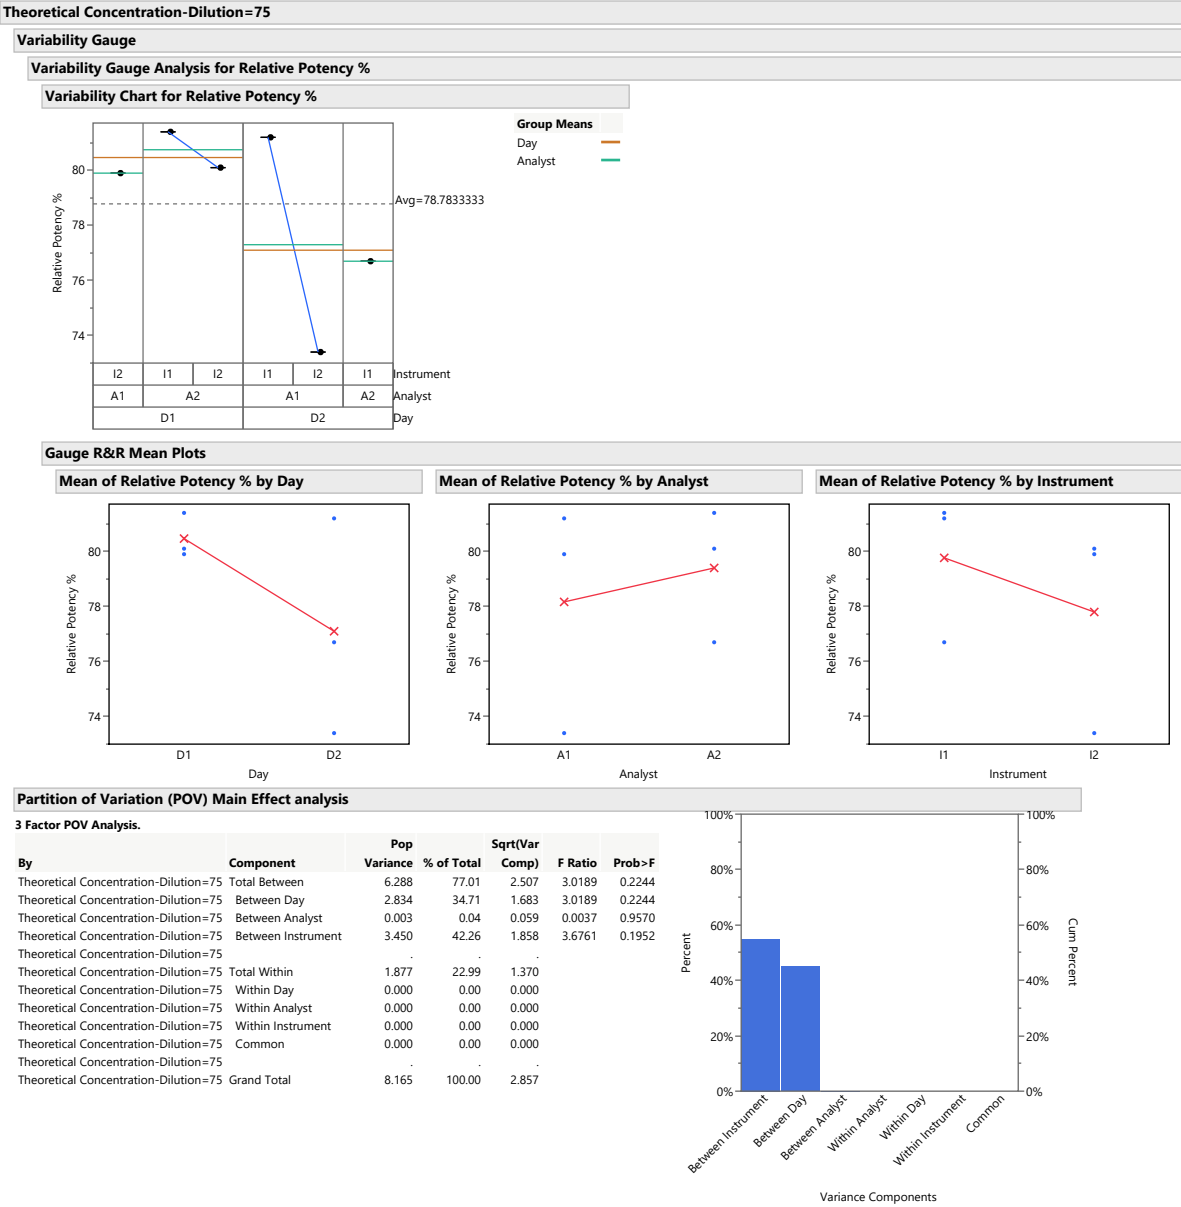 Theoretical Concentration-Dilution=75
Variability Gauge
Variability Gauge Analysis for Relative Potency %
Variability Chart for Relative Potency %
Group Means
Day
Analyst
80
78
76
74
Relative Potency %
Avg=78.7833333
I2 I1 I2 I1 I2 I1 Instrument
A1 A2 A1 A2 Analyst
D1 D2 Day
Gauge R&R Mean Plots
Mean of Relative Potency % by Day
80
78
76
74
Relative Potency %
D1 D2
Day
Mean of Relative Potency % by Analyst
80
78
76
74
Relative Potency %
A1 A2
Analyst
Mean of Relative Potency % by Instrument
80
78
76
74
Relative Potency %
I1 I2
Instrument
Partition of Variation (POV) Main Effect analysis
3 Factor POV Analysis.
Pop Sqrt(Var
By Component Variance % of Total Comp) F Ratio Prob>F
Theoretical Concentration-Dilution=75 Total Between 6.288 77.01 2.507 3.0189 0.2244
Theoretical Concentration-Dilution=75 Between Day 2.834 34.71 1.683 3.0189 0.2244
Theoretical Concentration-Dilution=75 Between Analyst 0.003 0.04 0.059 0.0037 0.9570
Theoretical Concentration-Dilution=75 Between Instrument 3.450 42.26 1.858 3.6761 0.1952
Theoretical Concentration-Dilution=75 . . .
Theoretical Concentration-Dilution=75 Total Within 1.877 22.99 1.370
Theoretical Concentration-Dilution=75 Within Day 0.000 0.00 0.000
Theoretical Concentration-Dilution=75 Within Analyst 0.000 0.00 0.000
Theoretical Concentration-Dilution=75 Within Instrument 0.000 0.00 0.000
Theoretical Concentration-Dilution=75 Common 0.000 0.00 0.000
Theoretical Concentration-Dilution=75 . . .
Theoretical Concentration-Dilution=75 Grand Total 8.165 100.00 2.857
100% 100%
80% 80%
60% 60%
40% 40%
20% 20%
0% 0%
Percent
Cum Percent
Between Instrument
Between Day
Between Analyst
Within Analyst
Within Day
Within Instrument
Common
Variance Components